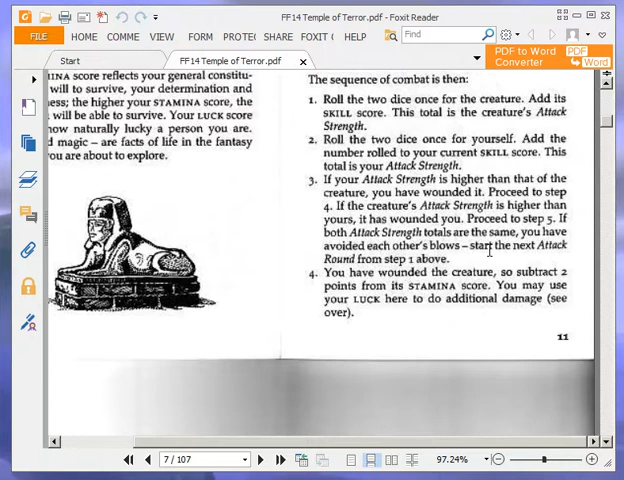 FF14 Temple of Terror.pdf - Foxit Reader
FILE HOME COMMENT FORM PROTEC SHARE FOXIT C HELP Find
Start FF14 Temple of Terror.pdf
PDF to Word PDF
Converter Word
score reflects your general constitu-
will to survive, your determination and
the higher your STAMINA score, the
will be able to survive. Your LUCK score
how naturally lucky a person you are.
magic – are facts of life in the fantasy
you are about to explore.
The sequence of combat is then:
1. Roll the two dice once for the creature. Add its
SKILL score. This total is the creature's Attack
Strength.
2. Roll the two dice once for yourself. Add the
number rolled to your current SKILL score. This
total is your Attack Strength.
3. If your Attack Strength is higher than that of the
creature, you have wounded it. Proceed to step
4. If the creature's Attack Strength is higher than
yours, it has wounded you. Proceed to step 5. If
both Attack Strength totals are the same, you have
avoided each other's blows – start the next Attack
Round from step 1 above.
4. You have wounded the creature, so subtract 2
points from its STAMINA score. You may use
your LUCK here to do additional damage (see
over).
11
7 / 107 97.24%